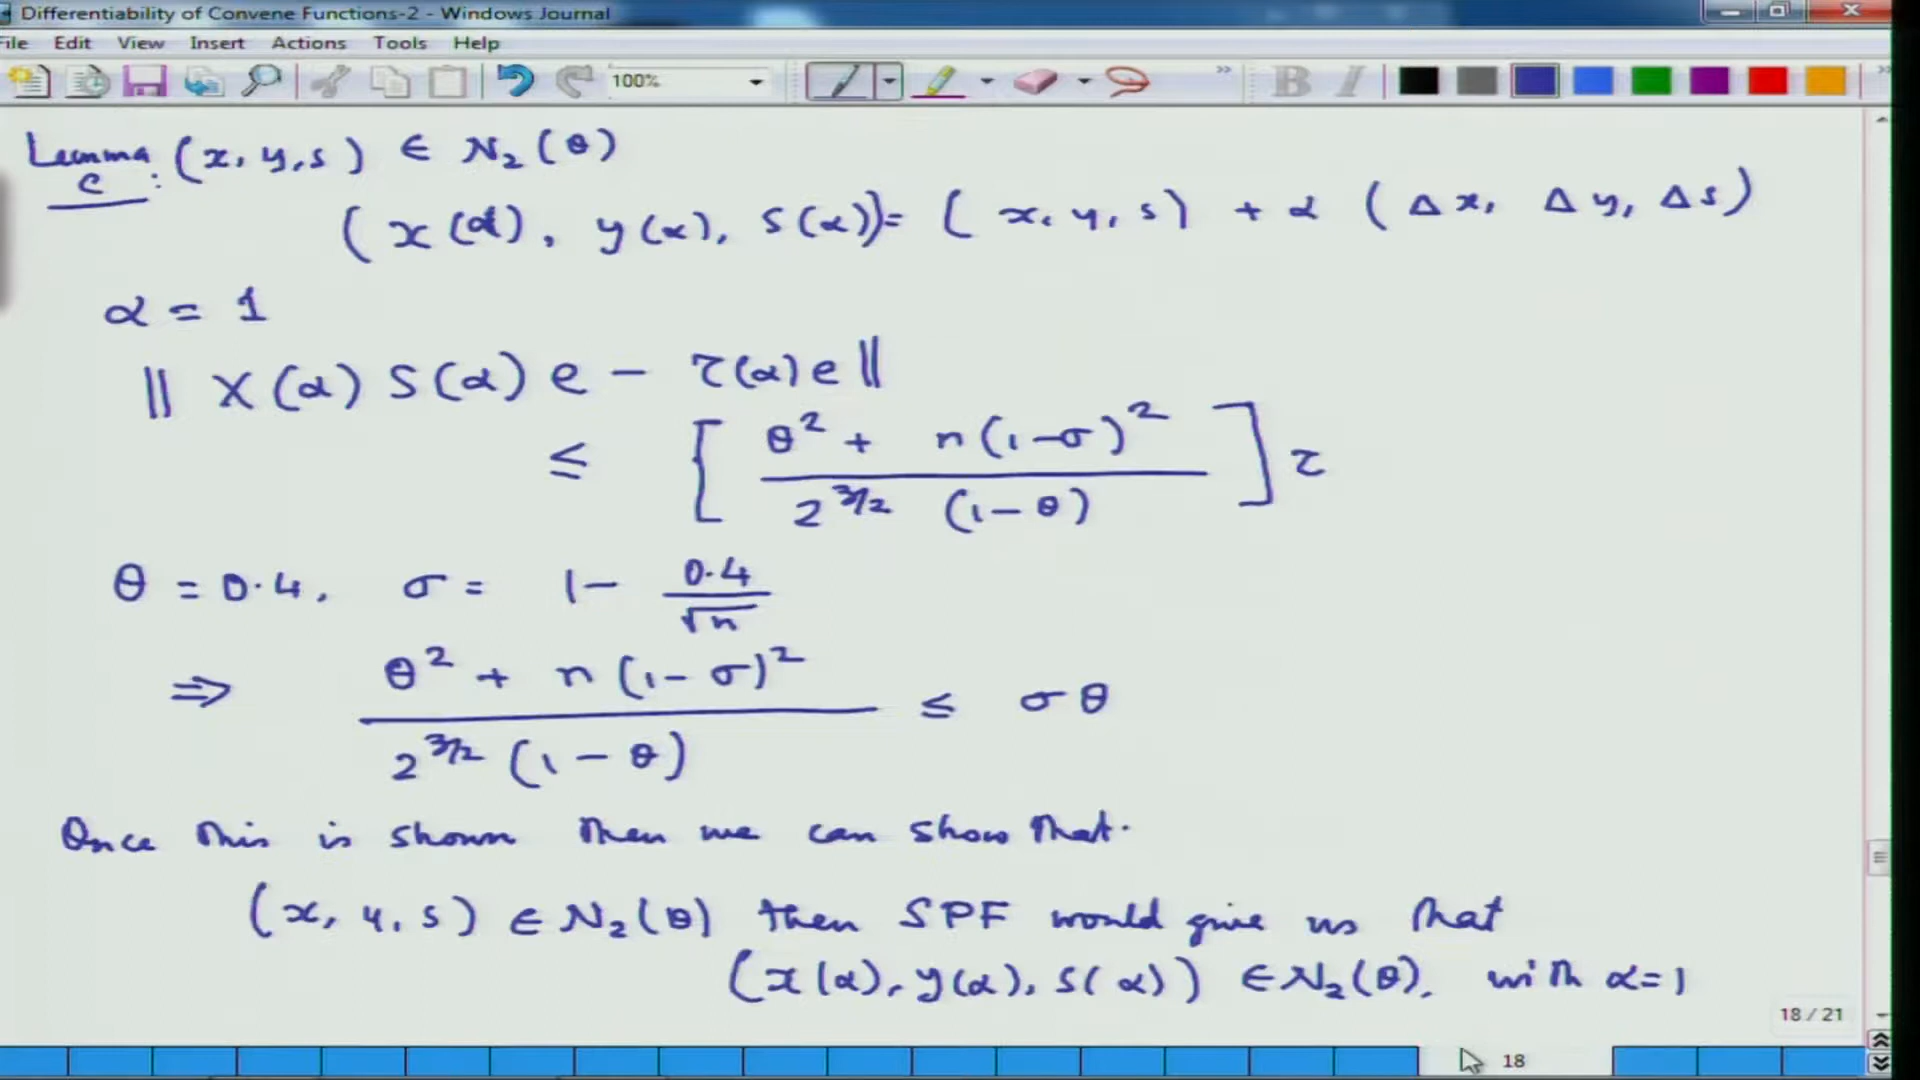 Differentiability of Convene Functions-2 - Windows Journal
File Edit View Insert Actions Tools Help
100%
B I
Lemma c : (x, y, s) ∈ N₂(θ)
(x(α), y(α), s(α)) = (x, y, s) + α (Δx, Δy, Δs)
α = 1
|| X(α) S(α) e − τ(α) e ||
≤ [ θ² + n(1−σ)² / 2^{3/2} (1−θ) ] τ
θ = 0.4, σ = 1 − 0.4 / √n
⇒ θ² + n(1−σ)² / 2^{3/2} (1−θ) ≤ σθ
Once this is shown then we can show that.
(x, y, s) ∈ N₂(θ) then SPF would give us that
(x(α), y(α), s(α)) ∈ N₂(θ), with α=1
18 / 21
18